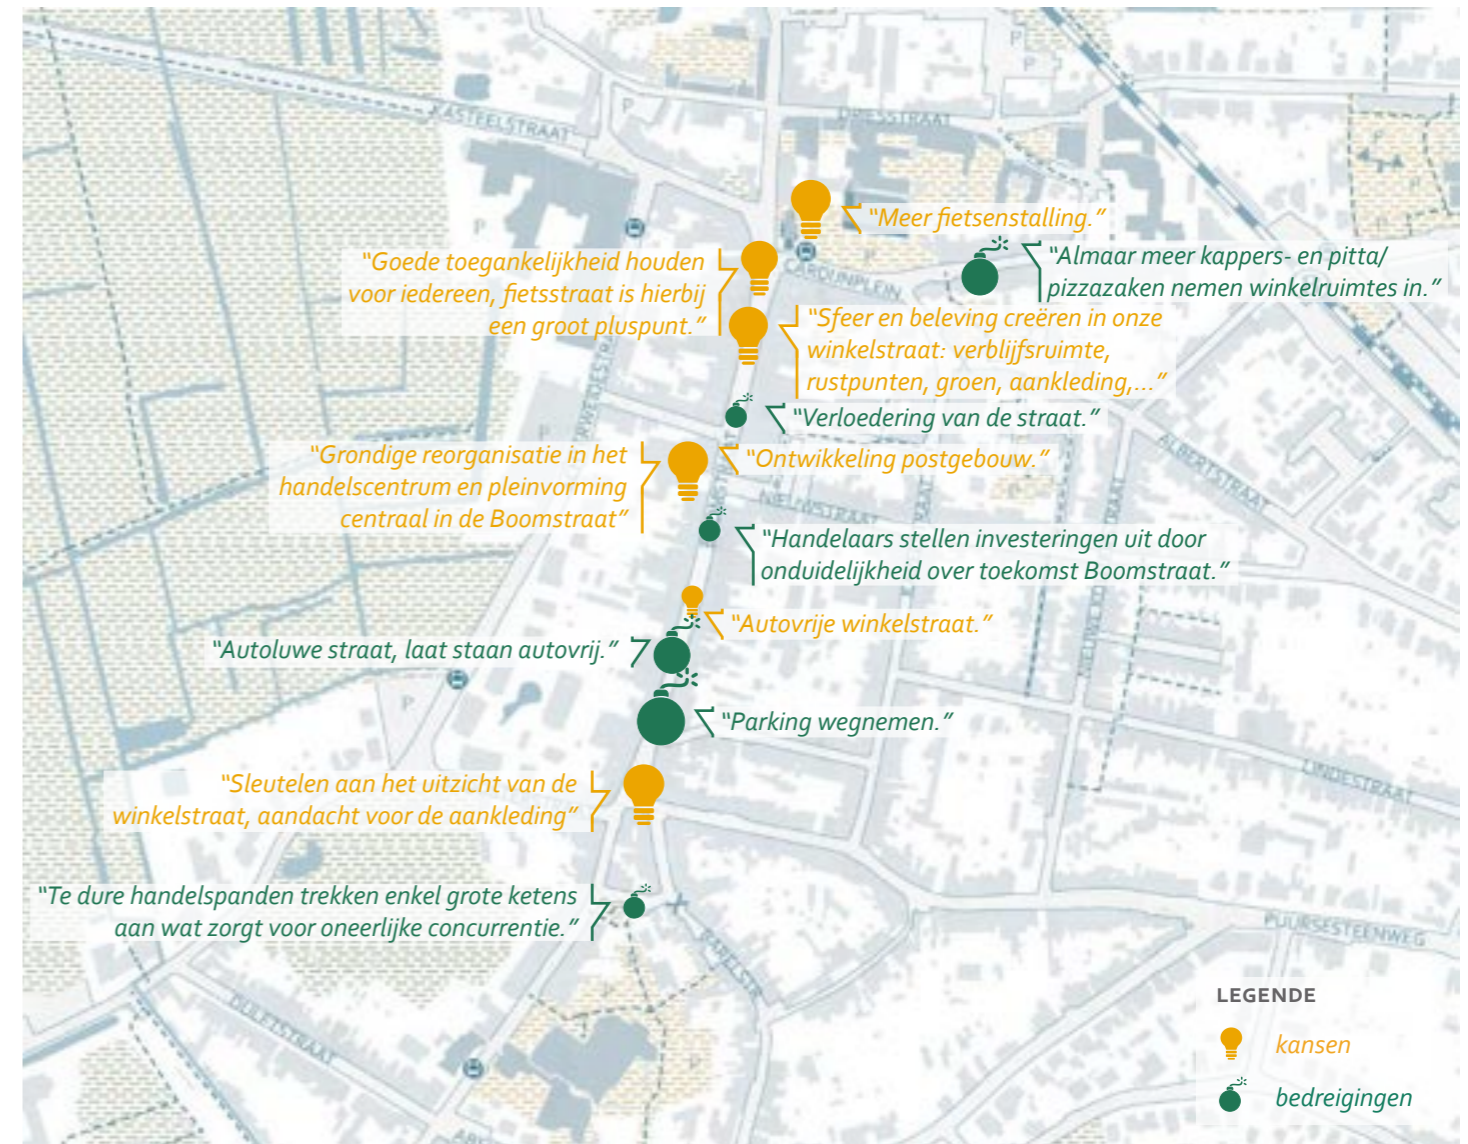 KASTEELSTRAAT
DRIESSTRAAT
P
P
P
P
P
P
P
P
“Meer fietsenstalling.”
“Goede toegankelijkheid houden
voor iedereen, fietsstraat is hierbij
een groot pluspunt.”
CARDIJNPLEIN
“Almaar meer kappers- en pitta/
pizzazaken nemen winkelruimtes in.”
“Sfeer en beleving creëren in onze
winkelstraat: verblijfsruimte,
rustpunten, groen, aankleding,...”
“Verloedering van de straat.”
“Grondige reorganisatie in het
handelscentrum en pleinvorming
centraal in de Boomstraat”
“Ontwikkeling postgebouw.”
ALBERTSTRAAT
NIEUWSTRAAT
“Handelaars stellen investeringen uit door
onduidelijkheid over toekomst Boomstraat.”
“Autovrije winkelstraat.”
“Autoluwe straat, laat staan autovrij.”
“Parking wegnemen.”
“Sleutelen aan het uitzicht van de
winkelstraat, aandacht voor de aankleding”
LINDESTRAAT
“Te dure handelspanden trekken enkel grote ketens
aan wat zorgt voor oneerlijke concurrentie.”
PUURSESTEENWEG
LEGENDE
kansen
bedreigingen